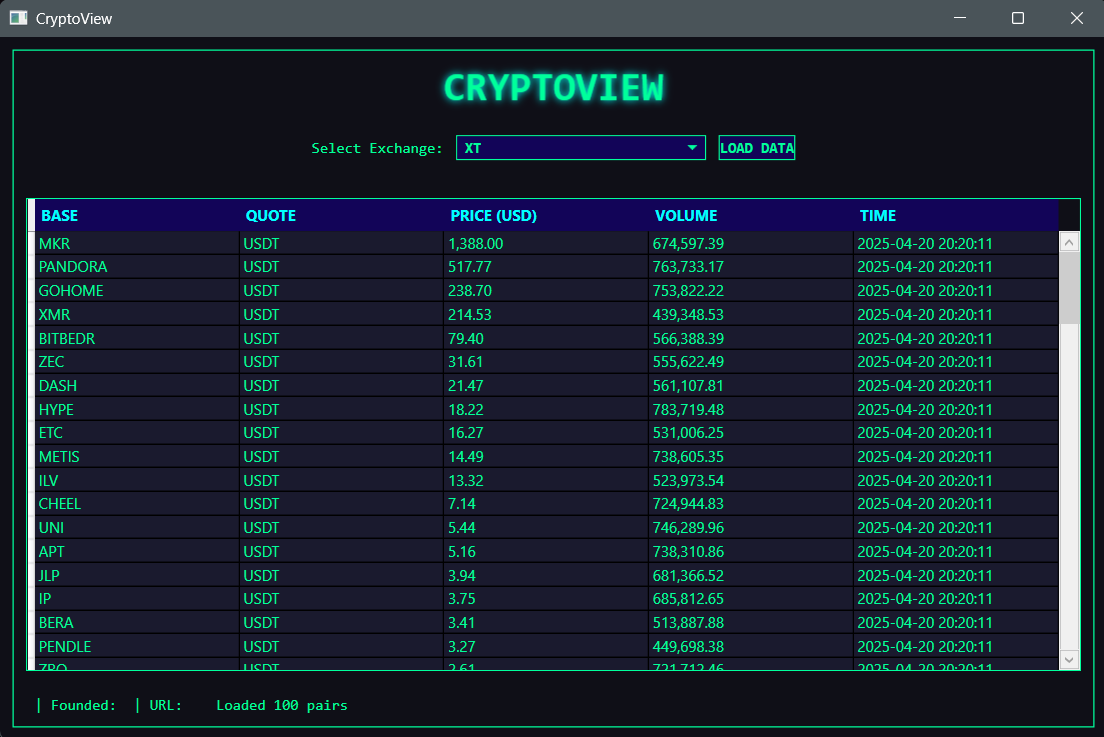 CryptoView
CRYPTOVIEW
Select Exchange: XT LOAD DATA
BASE QUOTE PRICE (USD) VOLUME TIME
MKR USDT 1,388.00 674,597.39 2025-04-20 20:20:11
PANDORA USDT 517.77 763,733.17 2025-04-20 20:20:11
GOHOME USDT 238.70 753,822.22 2025-04-20 20:20:11
XMR USDT 214.53 439,348.53 2025-04-20 20:20:11
BITBEDR USDT 79.40 566,388.39 2025-04-20 20:20:11
ZEC USDT 31.61 555,622.49 2025-04-20 20:20:11
DASH USDT 21.47 561,107.81 2025-04-20 20:20:11
HYPE USDT 18.22 783,719.48 2025-04-20 20:20:11
ETC USDT 16.27 531,006.25 2025-04-20 20:20:11
METIS USDT 14.49 738,605.35 2025-04-20 20:20:11
ILV USDT 13.32 523,973.54 2025-04-20 20:20:11
CHEEL USDT 7.14 724,944.83 2025-04-20 20:20:11
UNI USDT 5.44 746,289.96 2025-04-20 20:20:11
APT USDT 5.16 738,310.86 2025-04-20 20:20:11
JLP USDT 3.94 681,366.52 2025-04-20 20:20:11
IP USDT 3.75 685,812.65 2025-04-20 20:20:11
BERA USDT 3.41 513,887.88 2025-04-20 20:20:11
PENDLE USDT 3.27 449,698.38 2025-04-20 20:20:11
USDT 2025-04-20 20:20:11
| Founded: | URL: Loaded 100 pairs